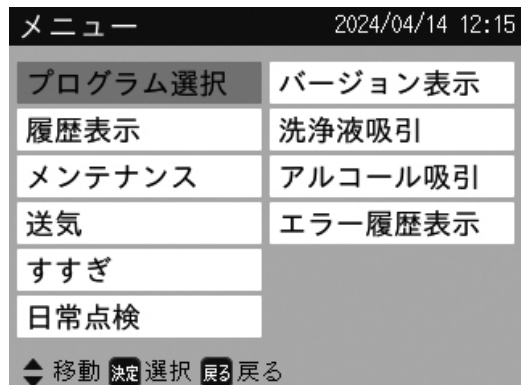 メニュー 2024/04/14 12:15
プログラム選択 バージョン表示
履歴表示 洗浄液吸引
メンテナンス アルコール吸引
送気 エラー履歴表示
すすぎ
日常点検
移動 決定 選択 戻る 戻る